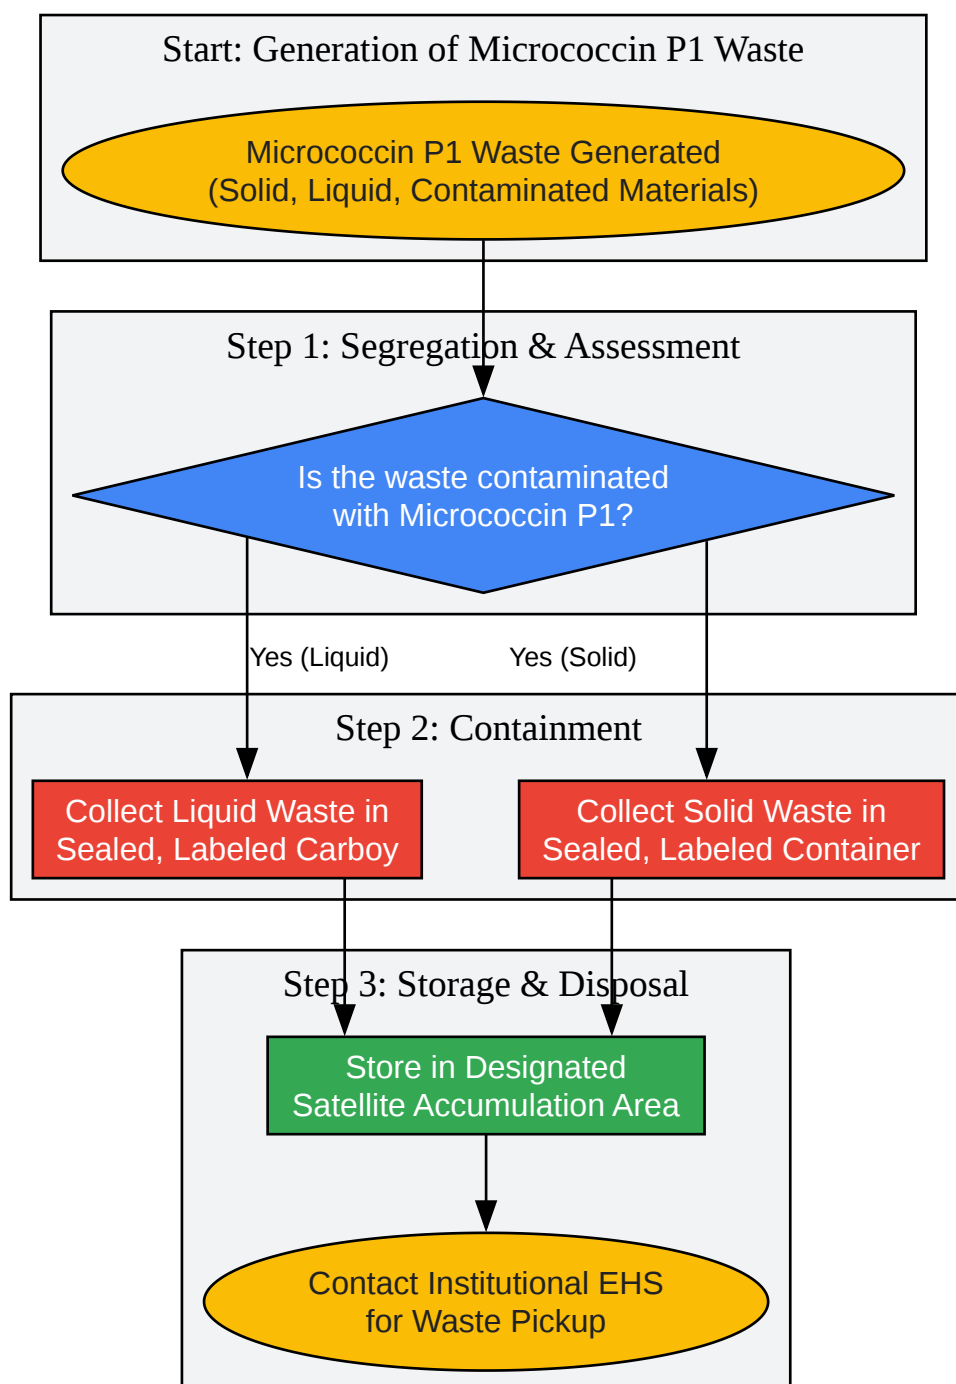 Start: Generation of Micrococcin P1 Waste
Micrococcin P1 Waste Generated
(Solid, Liquid, Contaminated Materials)
Step 1: Segregation & Assessment
Is the waste contaminated
with Micrococcin P1?
Yes (Liquid)
Yes (Solid)
Step 2: Containment
Collect Liquid Waste in
Sealed, Labeled Carboy
Collect Solid Waste in
Sealed, Labeled Container
Step 3: Storage & Disposal
Store in Designated
Satellite Accumulation Area
Contact Institutional EHS
for Waste Pickup